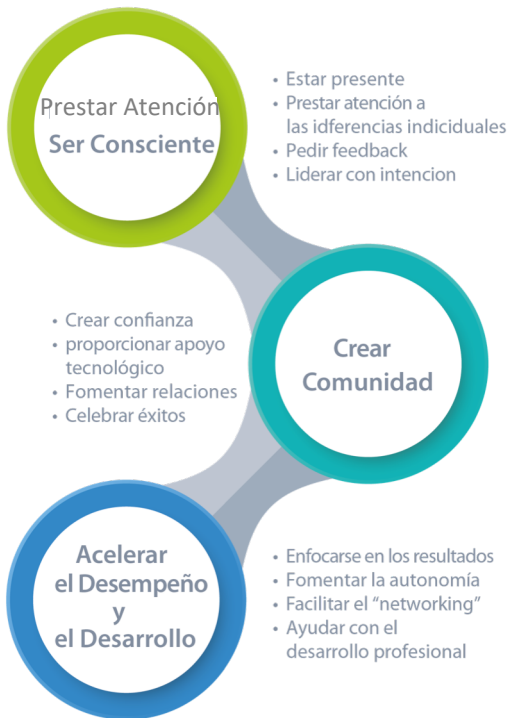 Prestar Atención
Ser Consciente
• Estar presente
• Prestar atención a
las idferencias indiciduales
• Pedir feedback
• Liderar con intencion
• Crear confianza
• proporcionar apoyo
tecnológico
• Fomentar relaciones
• Celebrar éxitos
Crear
Comunidad
Acelerar
el Desempeño
y
el Desarrollo
• Enfocarse en los resultados
• Fomentar la autonomía
• Facilitar el “networking”
• Ayudar con el
desarrollo profesional